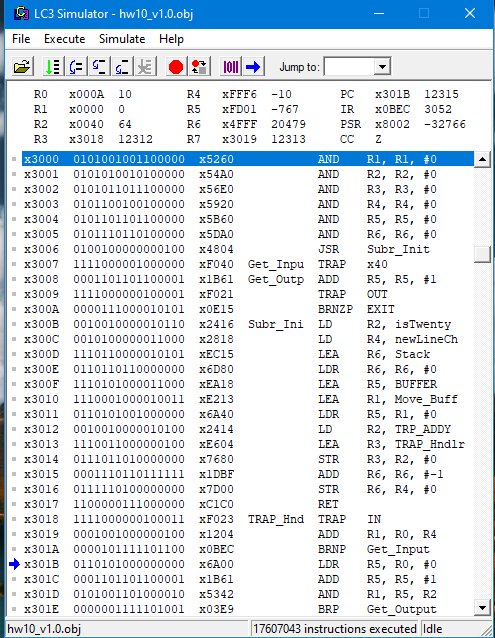 LC3 Simulator - hw10_v1.0.obj
File Execute Simulate Help
Jump to:
R0 x000A 10 R4 xFFF6 -10 PC x301B 12315
R1 x0000 0 R5 xFD01 -767 IR x0BEC 3052
R2 x0040 64 R6 x4FFF 20479 PSR x8002 -32766
R3 x3018 12312 R7 x3019 12313 CC Z
x3000 0101001001100000 x5260 AND R1, R1, #0
x3001 0101010010100000 x54A0 AND R2, R2, #0
x3002 0101011011100000 x56E0 AND R3, R3, #0
x3003 0101100100100000 x5920 AND R4, R4, #0
x3004 0101101101100000 x5B60 AND R5, R5, #0
x3005 0101110110100000 x5DA0 AND R6, R6, #0
x3006 0100100000000100 x4804 JSR Subr_Init
x3007 1111000001000000 xF040 Get_Inpu TRAP x40
x3008 0001101101100001 x1B61 Get_Outp ADD R5, R5, #1
x3009 1111000000100001 xF021 TRAP OUT
x300A 0000111000010101 x0E15 BRNZP EXIT
x300B 0010010000010110 x2416 Subr_Ini LD R2, isTwenty
x300C 0010100000011000 x2818 LD R4, newLineCh
x300D 1110110000010101 xEC15 LEA R6, Stack
x300E 0110110110000000 x6D80 LDR R6, R6, #0
x300F 1110101000011000 xEA18 LEA R5, BUFFER
x3010 1110001000010011 xE213 LEA R1, Move_Buff
x3011 0110101001000000 x6A40 LDR R5, R1, #0
x3012 0010010000010100 x2414 LD R2, TRP_ADDY
x3013 1110011000000100 xE604 LEA R3, TRAP_Hndlr
x3014 0111011010000000 x7680 STR R3, R2, #0
x3015 0001110110111111 x1DBF ADD R6, R6, #-1
x3016 0111110100000000 x7D00 STR R6, R4, #0
x3017 1100000111000000 xC1C0 RET
x3018 1111000000100011 xF023 TRAP_Hnd TRAP IN
x3019 0001001000000100 x1204 ADD R1, R0, R4
x301A 0000101111101100 x0BEC BRNP Get_Input
x301B 0110101000000000 x6A00 LDR R5, R0, #0
x301C 0001101101100001 x1B61 ADD R5, R5, #1
x301D 0101001101000010 x5342 AND R1, R5, R2
x301E 0000001111101001 x03E9 BRP Get_Output
hw10_v1.0.obj 17607043 instructions executed Idle